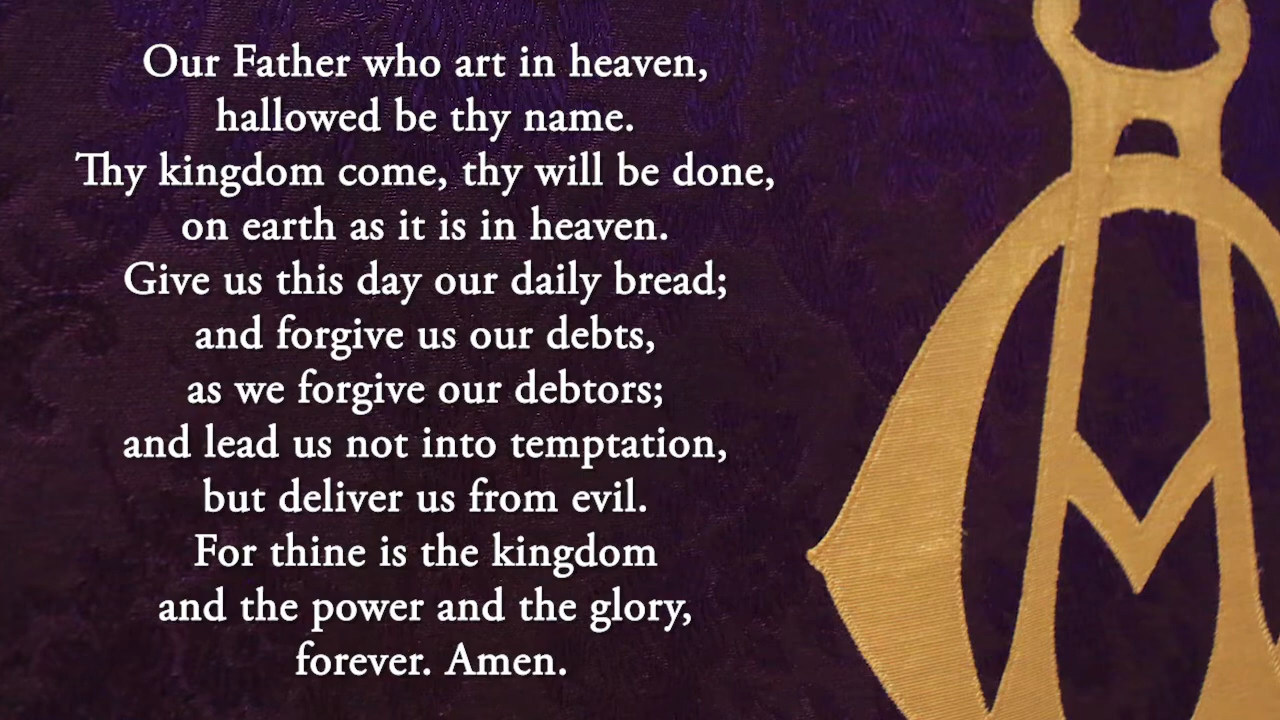 Our Father who art in heaven,
hallowed be thy name.
Thy kingdom come, thy will be done,
on earth as it is in heaven.
Give us this day our daily bread;
and forgive us our debts,
as we forgive our debtors;
and lead us not into temptation,
but deliver us from evil.
For thine is the kingdom
and the power and the glory,
forever. Amen.